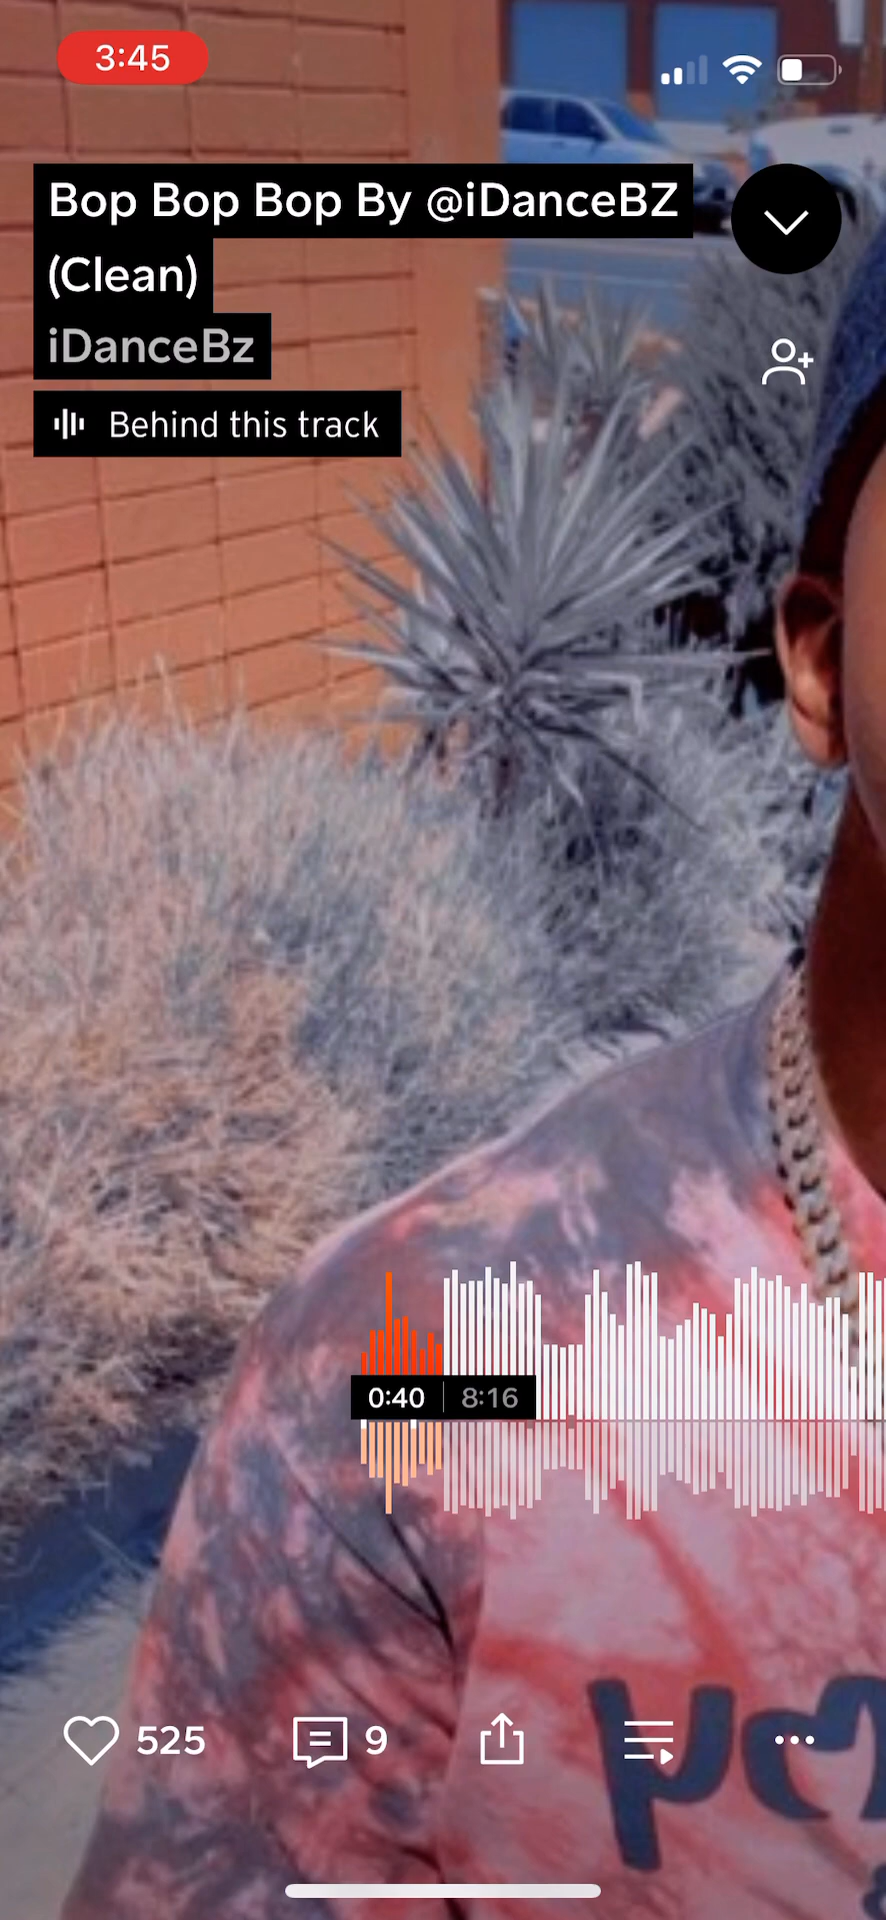 3:45
Bop Bop Bop By @iDanceBZ
(Clean)
iDanceBz
Behind this track
0:40 | 8:16
525
9